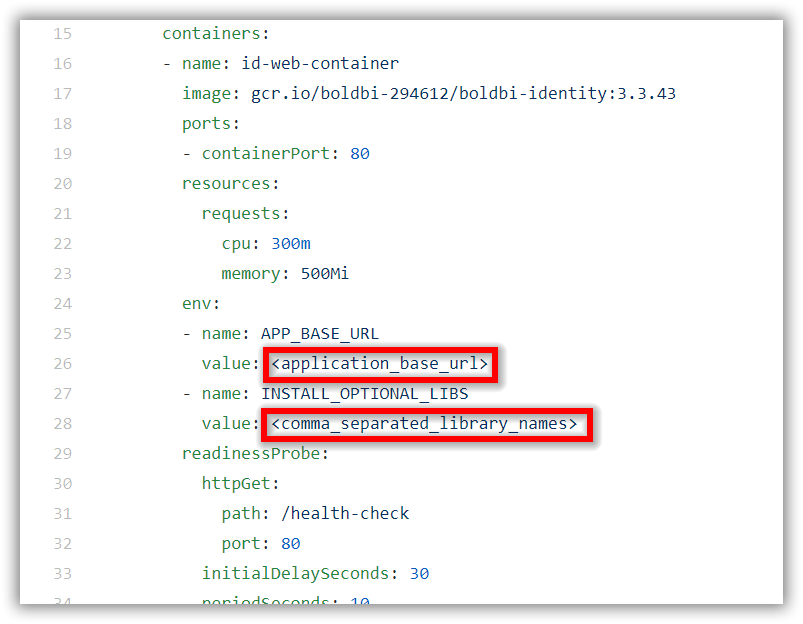 15 containers:
16 - name: id-web-container
17 image: gcr.io/boldbi-294612/boldbi-identity:3.3.43
18 ports:
19 - containerPort: 80
20 resources:
21 requests:
22 cpu: 300m
23 memory: 500Mi
24 env:
25 - name: APP_BASE_URL
26 value: <application_base_url>
27 - name: INSTALL_OPTIONAL_LIBS
28 value: <comma_separated_library_names>
29 readinessProbe:
30 httpGet:
31 path: /health-check
32 port: 80
33 initialDelaySeconds: 30
34 periodSeconds: 10